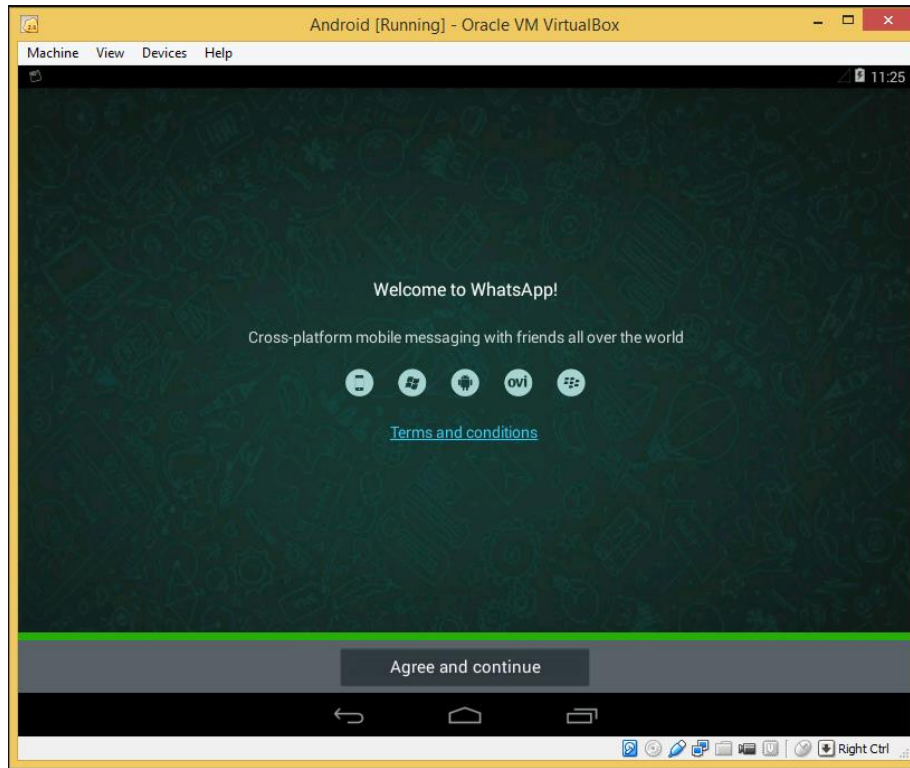 Android [Running] - Oracle VM VirtualBox
Machine View Devices Help
11:25
Welcome to WhatsApp!
Cross-platform mobile messaging with friends all over the world
ovi
Terms and conditions
Agree and continue
Right Ctrl